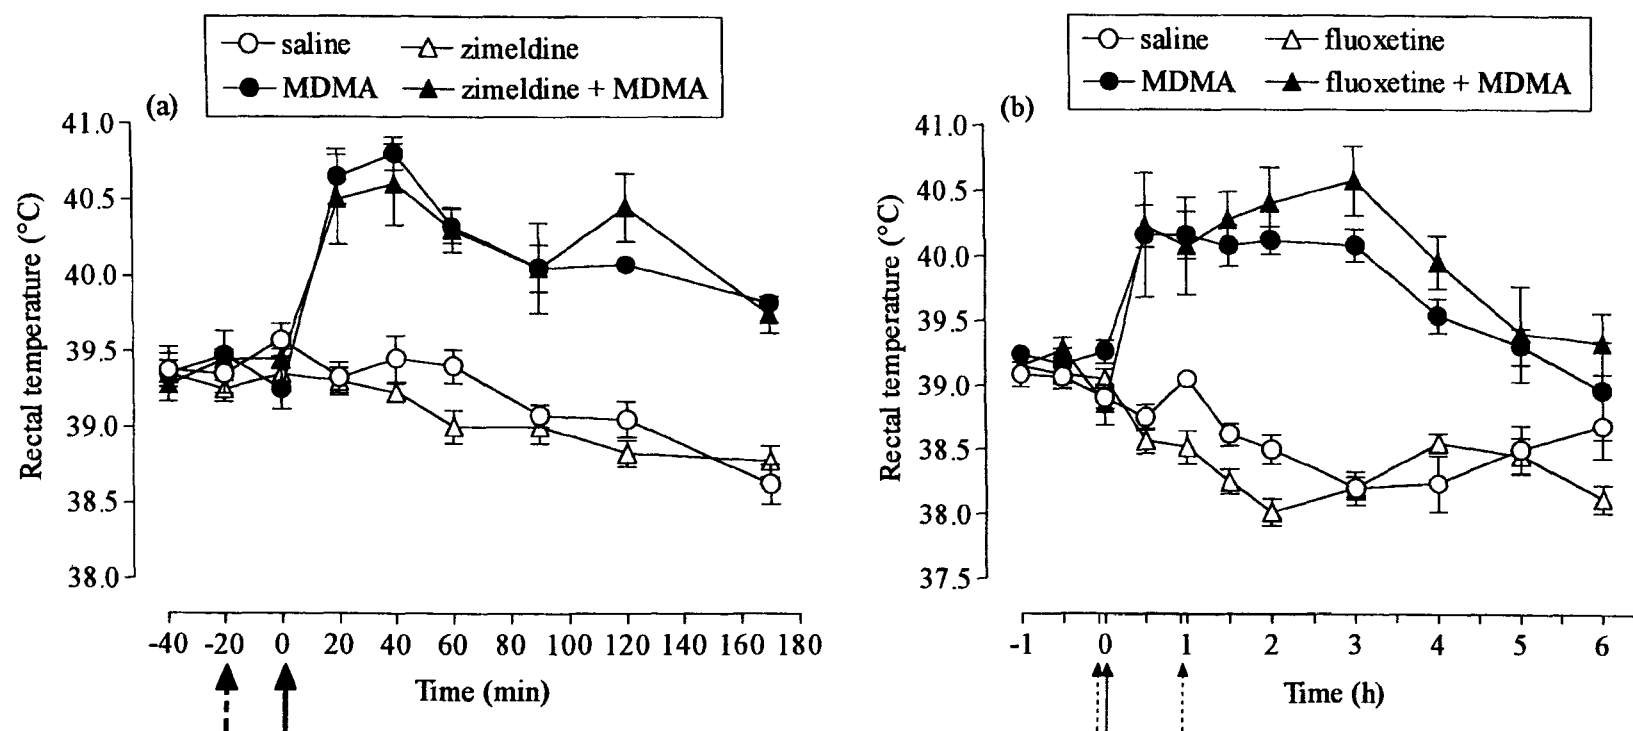 saline zimeldine
MDMA zimeldine + MDMA
(a)
41.0
40.5
40.0
39.5
39.0
38.5
38.0
Rectal temperature (°C)
-40 -20 0 20 40 60 80 100 120 140 160 180
Time (min)
saline fluoxetine
MDMA fluoxetine + MDMA
(b)
41.0
40.5
40.0
39.5
39.0
38.5
38.0
37.5
Rectal temperature (°C)
-1 0 1 2 3 4 5 6
Time (h)